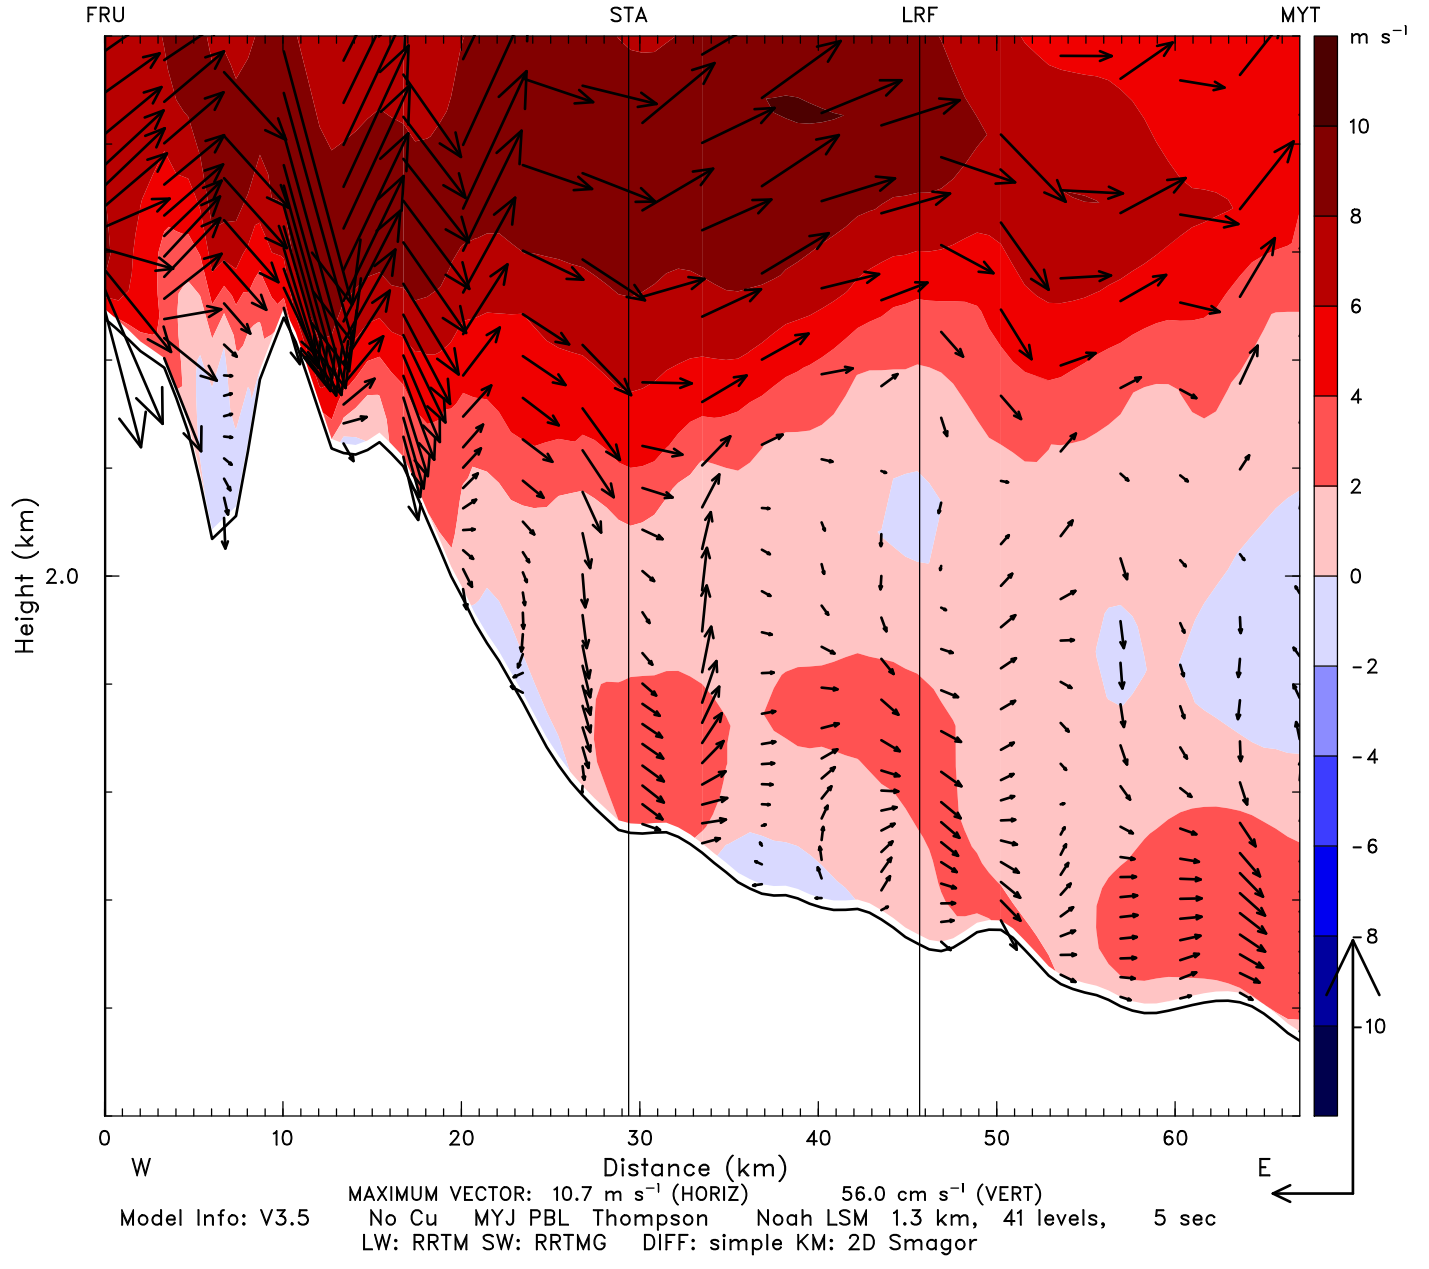 FRU STA LRF MYT
m s⁻¹
10
8
6
4
2
0
-2
-4
-6
-8
-10
Height (km)
2.0
0 10 20 30 40 50 60
W Distance (km) E
MAXIMUM VECTOR: 10.7 m s⁻¹ (HORIZ) 56.0 cm s⁻¹ (VERT)
Model Info: V3.5 No Cu MYJ PBL Thompson Noah LSM 1.3 km, 41 levels, 5 sec
LW: RRTM SW: RRTMG DIFF: simple KM: 2D Smagor